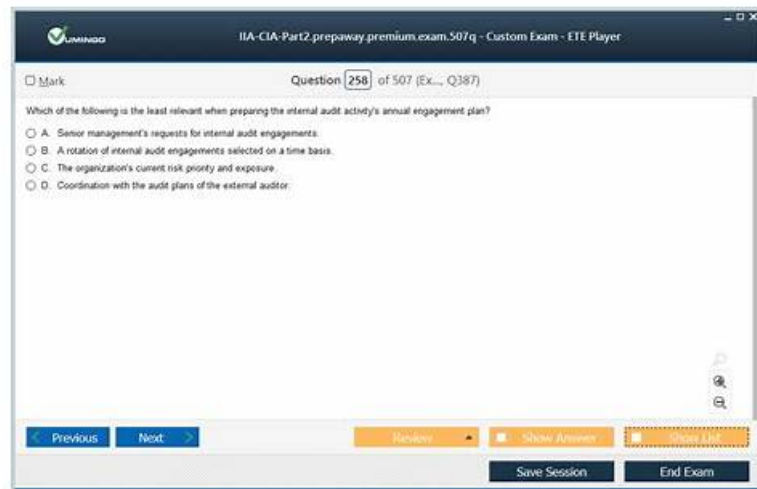 VUMINGO
IIA-CIA-Part2.prepaway.premium.exam.507q - Custom Exam - ETE Player
Mark
Question 258 of 507 (Ex..., Q387)
Which of the following is the least relevant when preparing the internal audit activity's annual engagement plan?
A. Senior management's requests for internal audit engagements.
B. A rotation of internal audit engagements selected on a time basis.
C. The organization's current risk priority and exposure.
D. Coordination with the audit plans of the external auditor.
Previous Next Review Show Answer Show List
Save Session End Exam